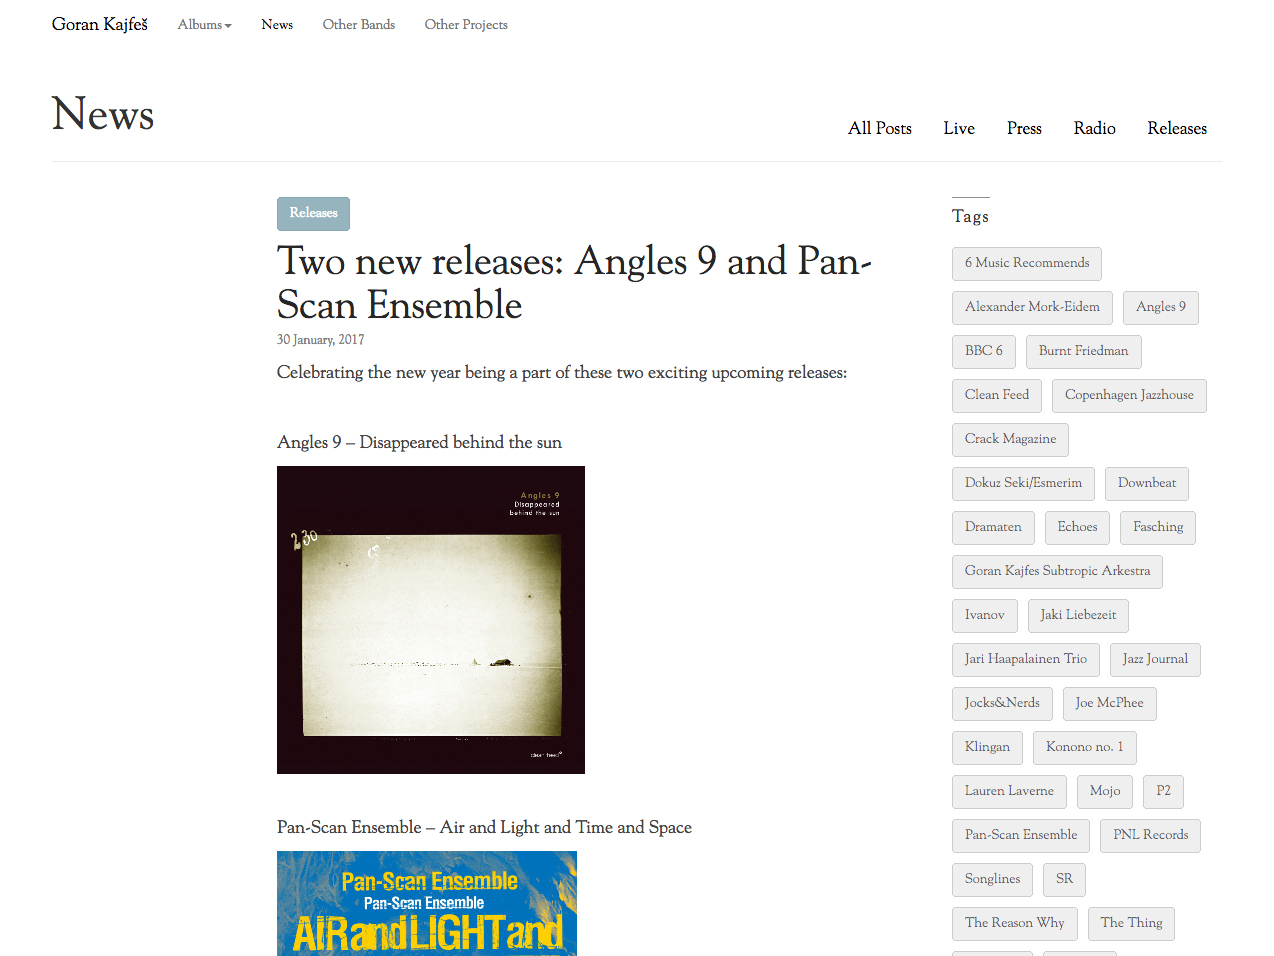 Goran Kajfeš Albums News Other Bands Other Projects
News
All Posts Live Press Radio Releases
Releases
Two new releases: Angles 9 and Pan-
Scan Ensemble
30 January, 2017
Celebrating the new year being a part of these two exciting upcoming releases:
Angles 9 – Disappeared behind the sun
Angles 9
Disappeared
behind the sun
230
clean feed
Pan-Scan Ensemble – Air and Light and Time and Space
Pan-Scan Ensemble
Pan-Scan Ensemble
AIR and LIGHT and
Tags
6 Music Recommends
Alexander Mork-Eidem Angles 9
BBC 6 Burnt Friedman
Clean Feed Copenhagen Jazzhouse
Crack Magazine
Dokuz Seki/Esmerim Downbeat
Dramaten Echoes Fasching
Goran Kajfes Subtropic Arkestra
Ivanov Jaki Liebezeit
Jari Haapalainen Trio Jazz Journal
Jocks&Nerds Joe McPhee
Klingan Konono no. 1
Lauren Laverne Mojo P2
Pan-Scan Ensemble PNL Records
Songlines SR
The Reason Why The Thing